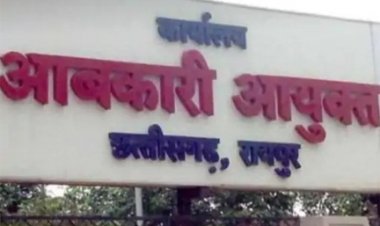 कार्यालय
आबकारी आयुक्त
छत्तीसगढ़, रायपुर